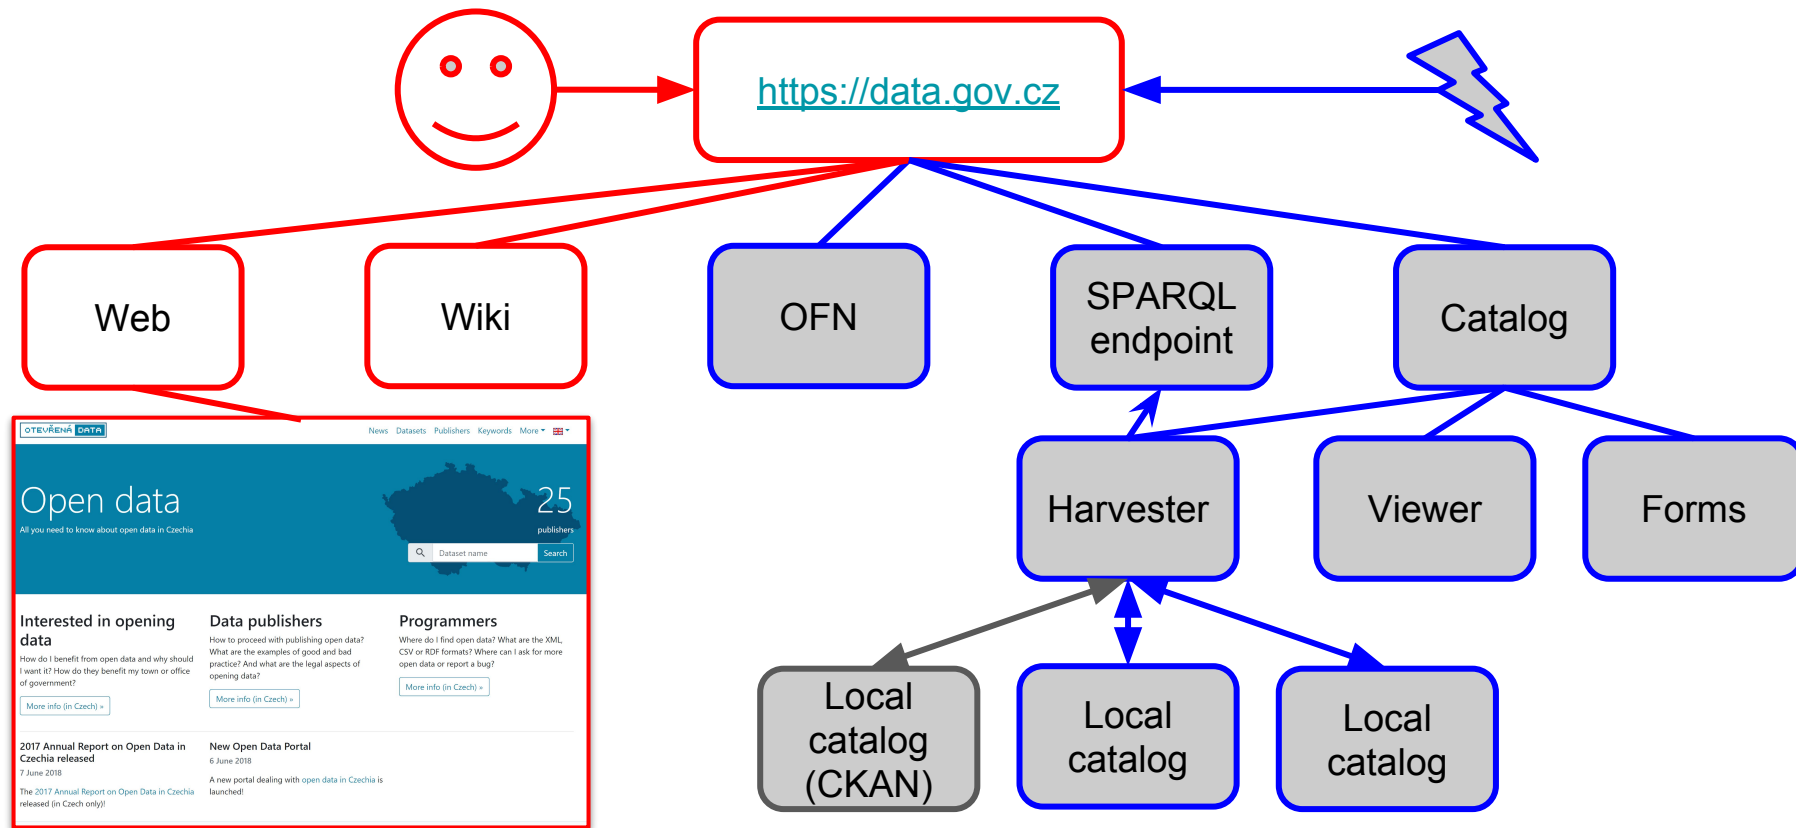 https://data.gov.cz
Web
Wiki
OFN
SPARQL
endpoint
Catalog
Harvester
Viewer
Forms
Local
catalog
(CKAN)
Local
catalog
Local
catalog
OTEVŘENÁ DATA
News Datasets Publishers Keywords More
Open data
All you need to know about open data in Czechia
25
publishers
Dataset name
Search
Interested in opening
data
How do I benefit from open data and why should
I want it? How do they benefit my town or office
of government?
More info (in Czech) »
Data publishers
How to proceed with publishing open data?
What are the examples of good and bad
practice? And what are the legal aspects of
opening data?
More info (in Czech) »
Programmers
Where do I find open data? What are the XML,
CSV or RDF formats? Where can I ask for more
open data or report a bug?
More info (in Czech) »
2017 Annual Report on Open Data in
Czechia released
7 June 2018
The 2017 Annual Report on Open Data in Czechia
released (in Czech only)!
New Open Data Portal
6 June 2018
A new portal dealing with open data in Czechia is
launched!